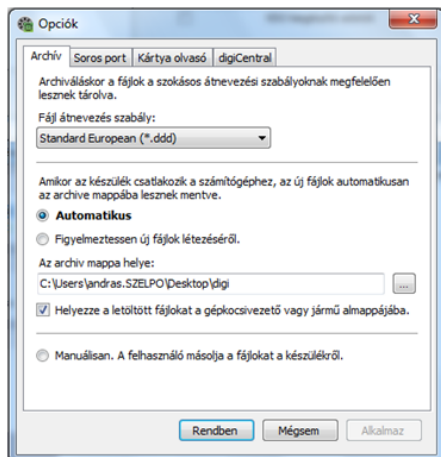 Opciók
Archív
Soros port
Kártya olvasó
digiCentral
Archiváláskor a fájlok a szokásos átnevezési szabályoknak megfelelően
lesznek tárolva.
Fájl átnevezés szabály:
Standard European (*.ddd)
Amikor az készülék csatlakozik a számítógéphez, az új fájlok automatikusan
az archive mappába lesznek mentve.
Automatikus
Figyelmeztessen új fájlok létezéséről.
Az archiv mappa helye:
C:\Users\andras.SZELPO\Desktop\digi
...
Helyezze a letöltött fájlokat a gépkocsivezető vagy jármű almappájába.
Manuálisan. A felhasználó másolja a fájlokat a készülékről.
Rendben
Mégsem
Alkalmaz